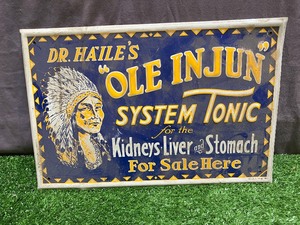 DR. HAILE'S
"OLE INJUN"
SYSTEM TONIC
for the
Kidneys-Liver and Stomach
For Sale Here